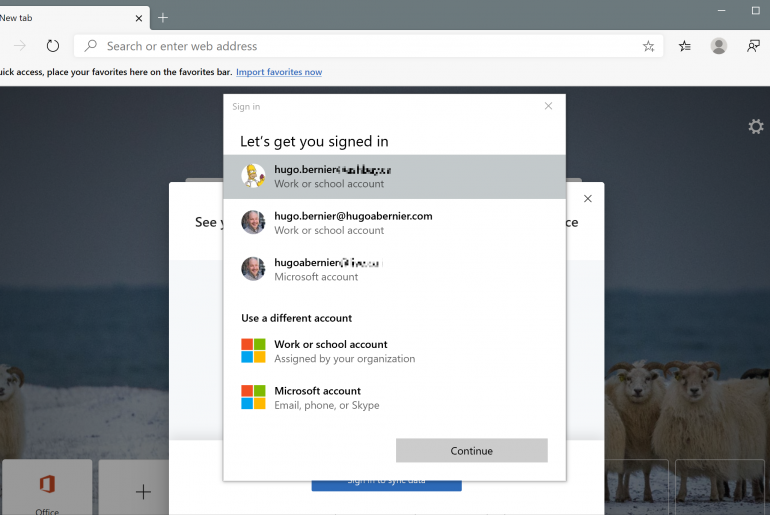 New tab
Search or enter web address
quick access, place your favorites here on the favorites bar. Import favorites now
Sign in
Let's get you signed in
hugo.bernier
Work or school account
hugo.bernier@hugoabernier.com
Work or school account
hugoabernier
Microsoft account
See
ce
Use a different account
Work or school account
Assigned by your organization
Microsoft account
Email, phone, or Skype
Continue
Sign in to sync data
Office